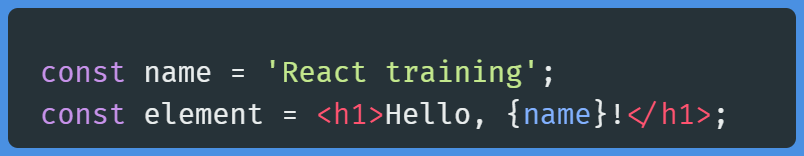 const name = 'React training';
const element = <h1>Hello, {name}!</h1>;